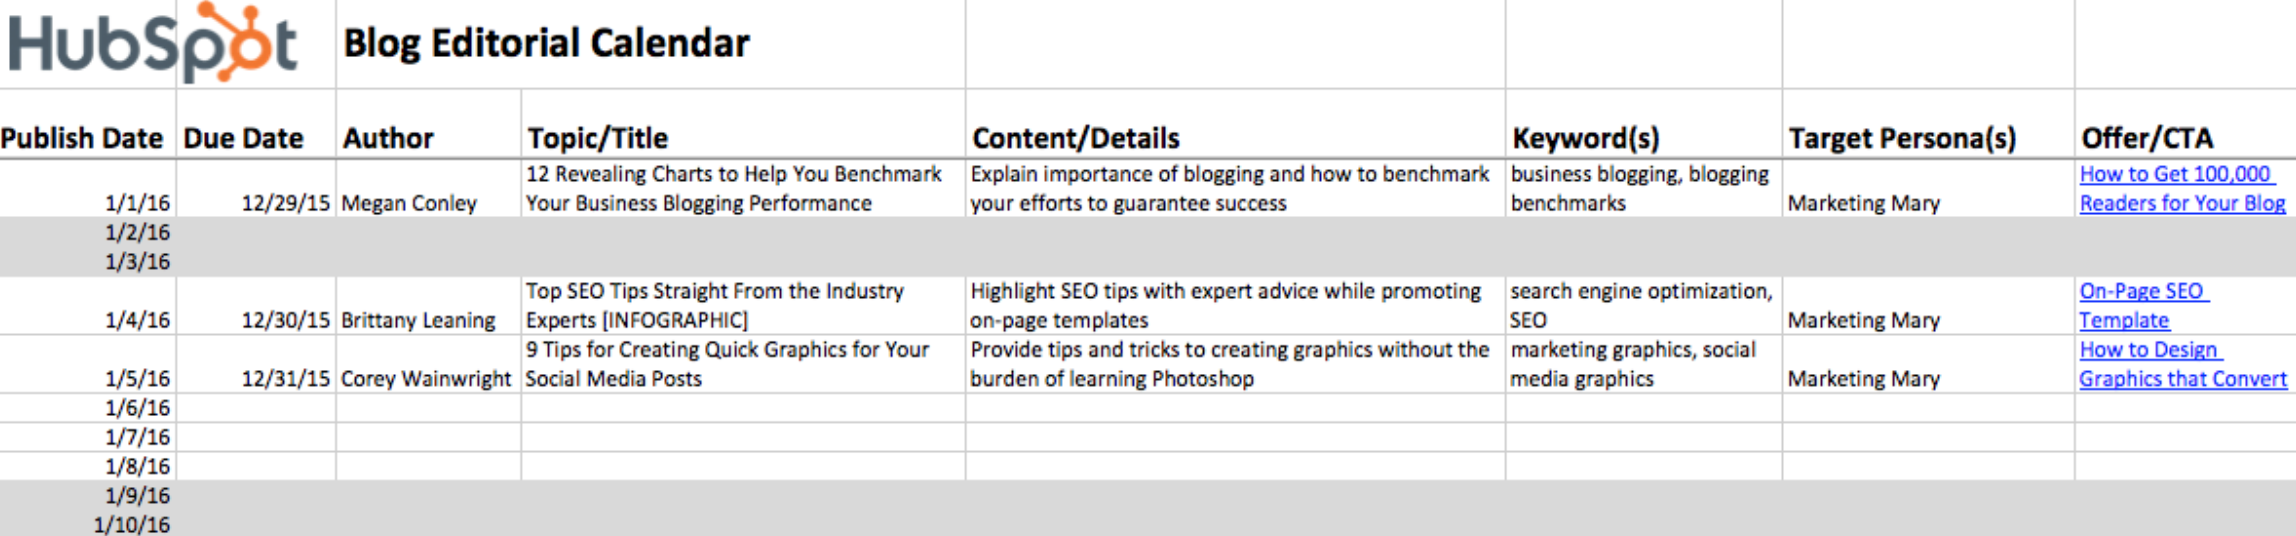 HubSpot Blog Editorial Calendar
Publish Date Due Date Author Topic/Title Content/Details Keyword(s) Target Persona(s) Offer/CTA
12 Revealing Charts to Help You Benchmark Explain importance of blogging and how to benchmark business blogging, blogging How to Get 100,000
1/1/16 12/29/15 Megan Conley Your Business Blogging Performance your efforts to guarantee success benchmarks Marketing Mary Readers for Your Blog
1/2/16
1/3/16
Top SEO Tips Straight From the Industry Highlight SEO tips with expert advice while promoting search engine optimization, On-Page SEO
1/4/16 12/30/15 Brittany Leaning Experts [INFOGRAPHIC] on-page templates SEO Marketing Mary Template
9 Tips for Creating Quick Graphics for Your Provide tips and tricks to creating graphics without the marketing graphics, social How to Design
1/5/16 12/31/15 Corey Wainwright Social Media Posts burden of learning Photoshop media graphics Marketing Mary Graphics that Convert
1/6/16
1/7/16
1/8/16
1/9/16
1/10/16